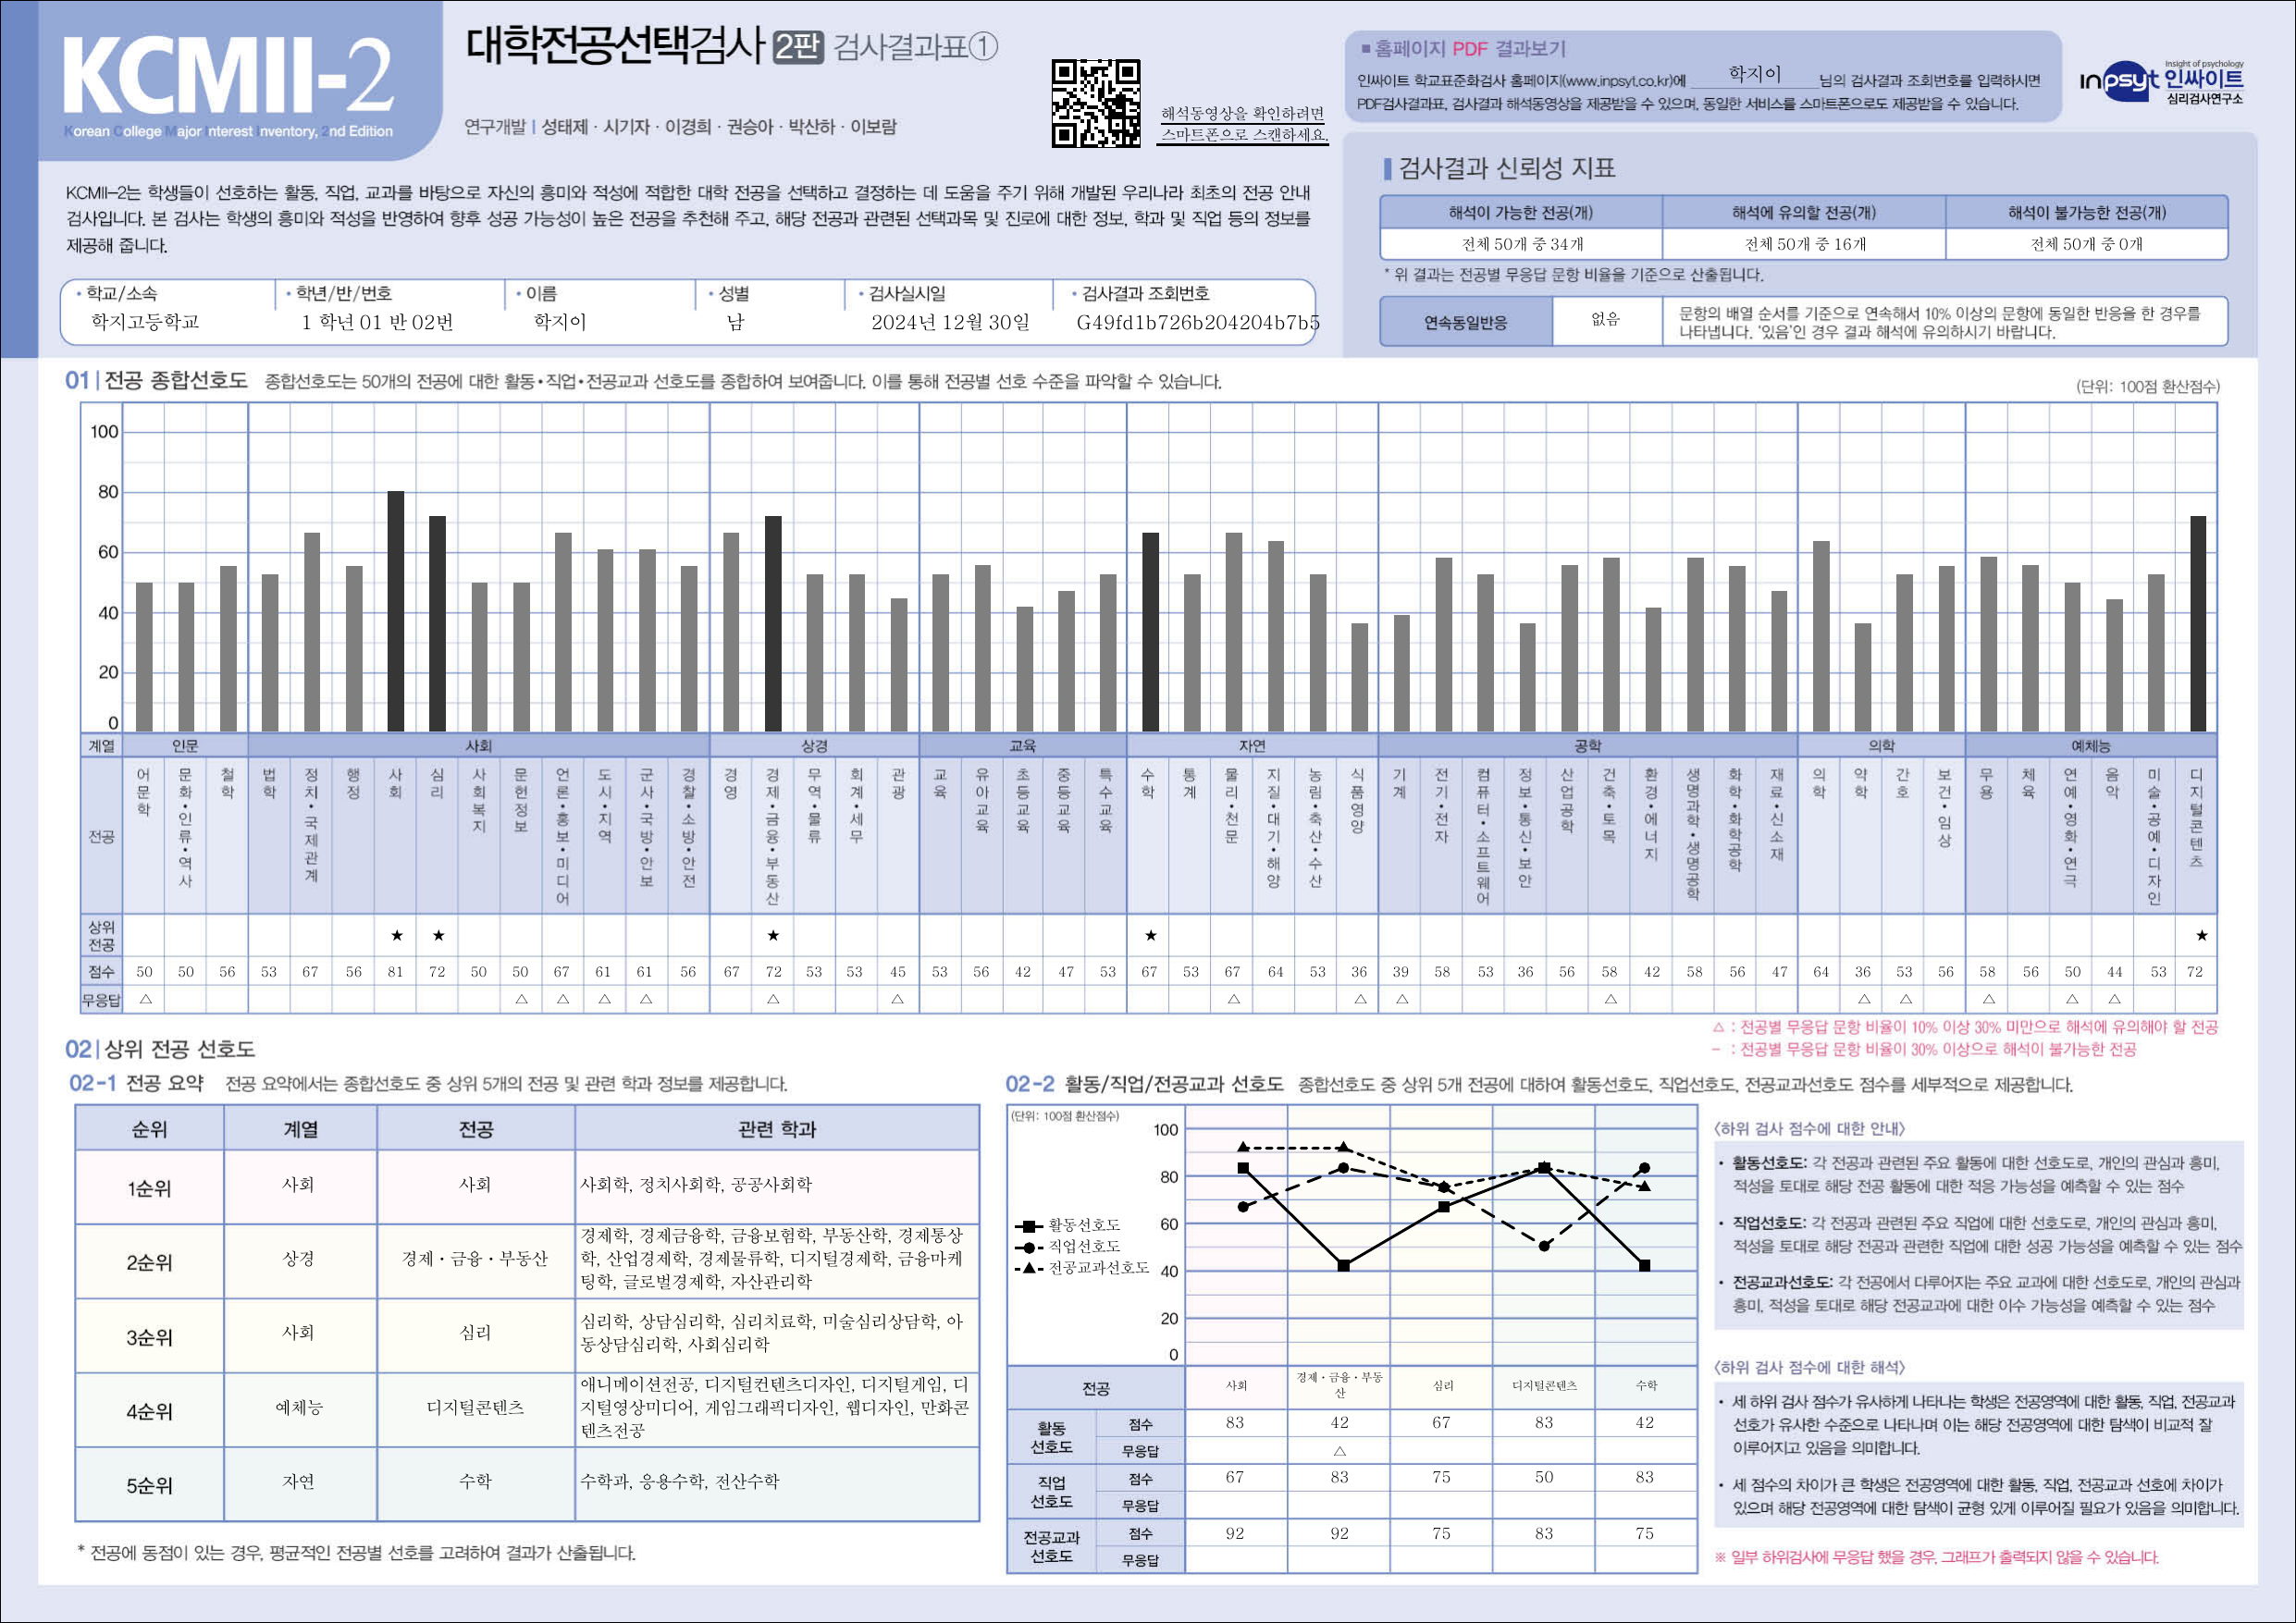 KCMII-2
Korean College Major Interest Inventory, 2nd Edition
대학전공선택검사 2판 검사결과표①
연구개발 | 성태제 · 시기자 · 이경희 · 권승아 · 박산하 · 이보람
해석동영상을 확인하려면
스마트폰으로 스캔하세요.
■ 홈페이지 PDF 결과보기
인싸이트 학교표준화검사 홈페이지(www.inpsyt.co.kr)에 학지이 님의 검사결과 조회번호를 입력하시면
PDF검사결과표, 검사결과 해석동영상을 제공받을 수 있으며, 동일한 서비스를 스마트폰으로도 제공받을 수 있습니다.
Insight of psychology
inpsyt 인싸이트
심리검사연구소
KCMII-2는 학생들이 선호하는 활동, 직업, 교과를 바탕으로 자신의 흥미와 적성에 적합한 대학 전공을 선택하고 결정하는 데 도움을 주기 위해 개발된 우리나라 최초의 전공 안내
검사입니다. 본 검사는 학생의 흥미와 적성을 반영하여 향후 성공 가능성이 높은 전공을 추천해 주고, 해당 전공과 관련된 선택과목 및 진로에 대한 정보, 학과 및 직업 등의 정보를
제공해 줍니다.
• 학교/소속 • 학년/반/번호 • 이름 • 성별 • 검사실시일 • 검사결과 조회번호
학지고등학교 1 학년 01 반 02번 학지이 남 2024년 12월 30일 G49fd1b726b204204b7b5
검사결과 신뢰성 지표
해석이 가능한 전공(개) 해석에 유의할 전공(개) 해석이 불가능한 전공(개)
전체 50개 중 34개 전체 50개 중 16개 전체 50개 중 0개
* 위 결과는 전공별 무응답 문항 비율을 기준으로 산출됩니다.
연속동일반응 없음 문항의 배열 순서를 기준으로 연속해서 10% 이상의 문항에 동일한 반응을 한 경우를
나타냅니다. '있음'인 경우 결과 해석에 유의하시기 바랍니다.
01 | 전공 종합선호도 종합선호도는 50개의 전공에 대한 활동•직업•전공교과 선호도를 종합하여 보여줍니다. 이를 통해 전공별 선호 수준을 파악할 수 있습니다.
(단위: 100점 환산점수)
100
80
60
40
20
0
계열 인문 사회 상경 교육 자연 공학 의학 예체능
전공 어문학 문화•인류•역사 철학 법학 정치•국제관계 행정 사회 심리 사회복지 문헌정보 언론•홍보•미디어 도시•지역 군사•국방•안보 경찰•소방•안전 경영 경제•금융•부동산 무역•물류 회계•세무 관광 교육 유아교육 초등교육 중등교육 특수교육 수학 통계 물리•천문 지질•대기•해양 농림•축산•수산 식품영양 기계 전기•전자 컴퓨터•소프트웨어 정보•통신•보안 산업공학 건축•토목 환경•에너지 생명과학•생명공학 화학•화학공학 재료•신소재 의학 약학 간호 보건•임상 무용 체육 연예•영화•연극 음악 미술•공예•디자인 디지털콘텐츠
상위
전공 ★ ★ ★ ★ ★
점수 50 50 56 53 67 56 81 72 50 50 67 61 61 56 67 72 53 53 45 53 56 42 47 53 67 53 67 64 53 36 39 58 53 36 56 58 42 58 56 47 64 36 53 56 58 56 50 44 53 72
무응답 △ △ △ △ △ △ △ △ △ △ △ △ △ △ △ △
△ : 전공별 무응답 문항 비율이 10% 이상 30% 미만으로 해석에 유의해야 할 전공
– : 전공별 무응답 문항 비율이 30% 이상으로 해석이 불가능한 전공
02 | 상위 전공 선호도
02-1 전공 요약 전공 요약에서는 종합선호도 중 상위 5개의 전공 및 관련 학과 정보를 제공합니다.
순위 계열 전공 관련 학과
1순위 사회 사회 사회학, 정치사회학, 공공사회학
2순위 상경 경제 · 금융 · 부동산 경제학, 경제금융학, 금융보험학, 부동산학, 경제통상
학, 산업경제학, 경제물류학, 디지털경제학, 금융마케
팅학, 글로벌경제학, 자산관리학
3순위 사회 심리 심리학, 상담심리학, 심리치료학, 미술심리상담학, 아
동상담심리학, 사회심리학
4순위 예체능 디지털콘텐츠 애니메이션전공, 디지털컨텐츠디자인, 디지털게임, 디
지털영상미디어, 게임그래픽디자인, 웹디자인, 만화콘
텐츠전공
5순위 자연 수학 수학과, 응용수학, 전산수학
* 전공에 동점이 있는 경우, 평균적인 전공별 선호를 고려하여 결과가 산출됩니다.
02-2 활동/직업/전공교과 선호도 종합선호도 중 상위 5개 전공에 대하여 활동선호도, 직업선호도, 전공교과선호도 점수를 세부적으로 제공합니다.
(단위: 100점 환산점수)
100
80
60
40
20
0
활동선호도
직업선호도
전공교과선호도
전공 사회 경제 · 금융 · 부동
산 심리 디지털콘텐츠 수학
활동
선호도 점수 83 42 67 83 42
무응답 △
직업
선호도 점수 67 83 75 50 83
무응답
전공교과
선호도 점수 92 92 75 83 75
무응답
〈하위 검사 점수에 대한 안내〉
• 활동선호도: 각 전공과 관련된 주요 활동에 대한 선호도로, 개인의 관심과 흥미,
적성을 토대로 해당 전공 활동에 대한 적응 가능성을 예측할 수 있는 점수
• 직업선호도: 각 전공과 관련된 주요 직업에 대한 선호도로, 개인의 관심과 흥미,
적성을 토대로 해당 전공과 관련한 직업에 대한 성공 가능성을 예측할 수 있는 점수
• 전공교과선호도: 각 전공에서 다루어지는 주요 교과에 대한 선호도로, 개인의 관심과
흥미, 적성을 토대로 해당 전공교과에 대한 이수 가능성을 예측할 수 있는 점수
〈하위 검사 점수에 대한 해석〉
• 세 하위 검사 점수가 유사하게 나타나는 학생은 전공영역에 대한 활동, 직업, 전공교과
선호가 유사한 수준으로 나타나며 이는 해당 전공영역에 대한 탐색이 비교적 잘
이루어지고 있음을 의미합니다.
• 세 점수의 차이가 큰 학생은 전공영역에 대한 활동, 직업, 전공교과 선호에 차이가
있으며 해당 전공영역에 대한 탐색이 균형 있게 이루어질 필요가 있음을 의미합니다.
※ 일부 하위검사에 무응답 했을 경우, 그래프가 출력되지 않을 수 있습니다.